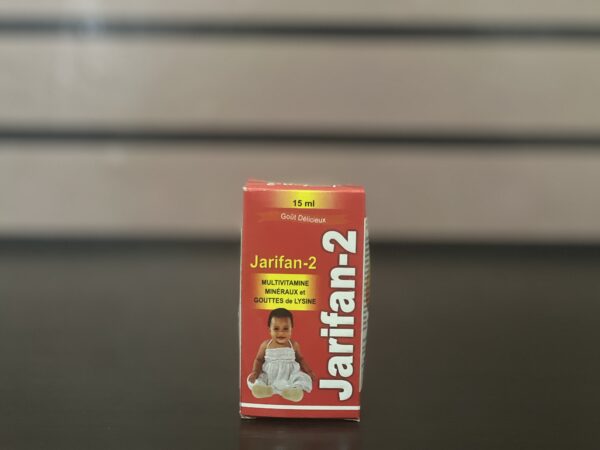 15 ml
Goût Délicieux
Jarifan-2
MULTIVITAMINE
MINÉRAUX et
GOUTTES de LYSINE
Jarifan-2